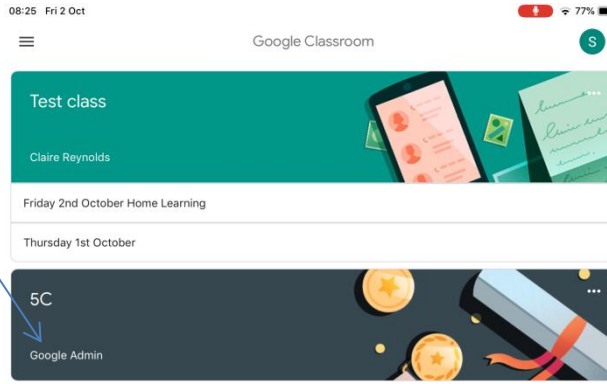 08:25 Fri 2 Oct 77%
Google Classroom S
Test class
Claire Reynolds
Friday 2nd October Home Learning
Thursday 1st October
5C
Google Admin